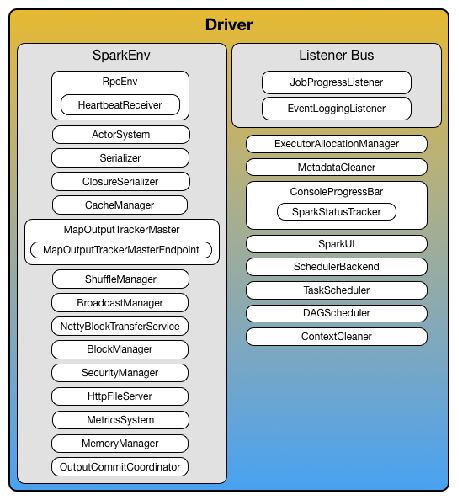 Driver
SparkEnv
RpcEnv
HeartbeatReceiver
ActorSystem
Serializer
ClosureSerializer
CacheManager
MapOutputTrackerMaster
MapOutputTrackerMasterEndpoint
ShuffleManager
BroadcastManager
NettyBlockTransferService
BlockManager
SecurityManager
HttpFileServer
MetricsSystem
MemoryManager
OutputCommitCoordinator
Listener Bus
JobProgressListener
EventLoggingListener
ExecutorAllocationManager
MetadataCleaner
ConsoleProgressBar
SparkStatusTracker
SparkUI
SchedulerBackend
TaskScheduler
DAGScheduler
ContextCleaner